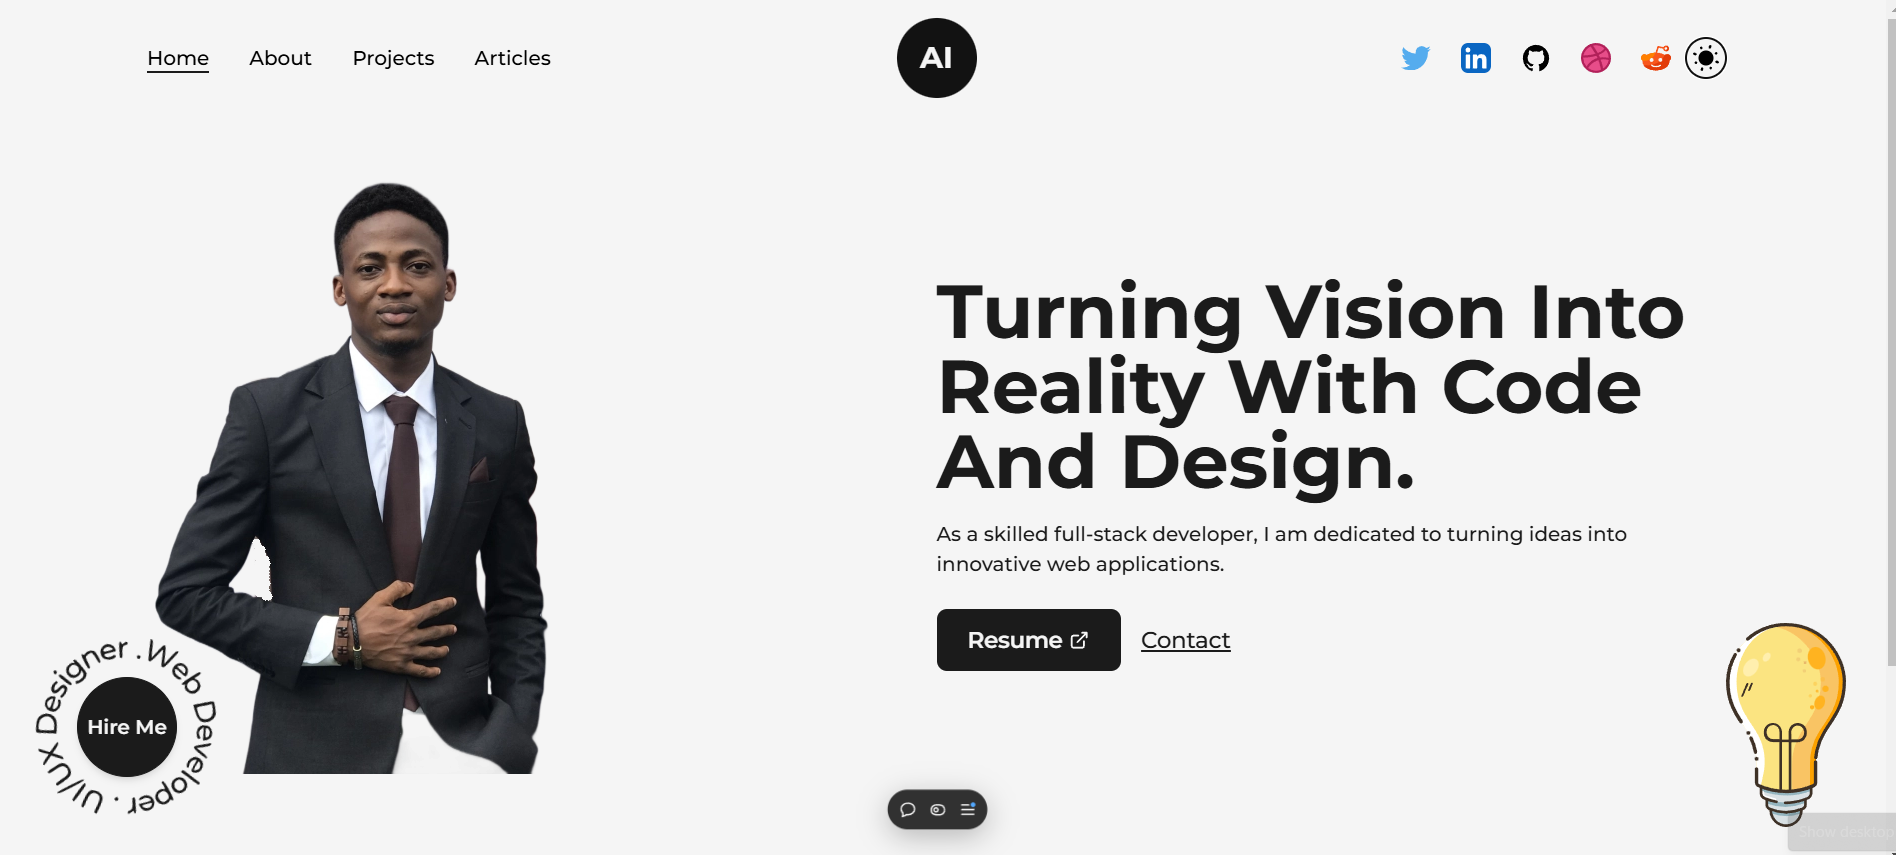 Home
About
Projects
Articles
AI
in
Turning Vision Into
Reality With Code
And Design.
As a skilled full-stack developer, I am dedicated to turning ideas into
innovative web applications.
Resume
Contact
Web Developer . UI/UX Designer .
Hire Me
Show desktop